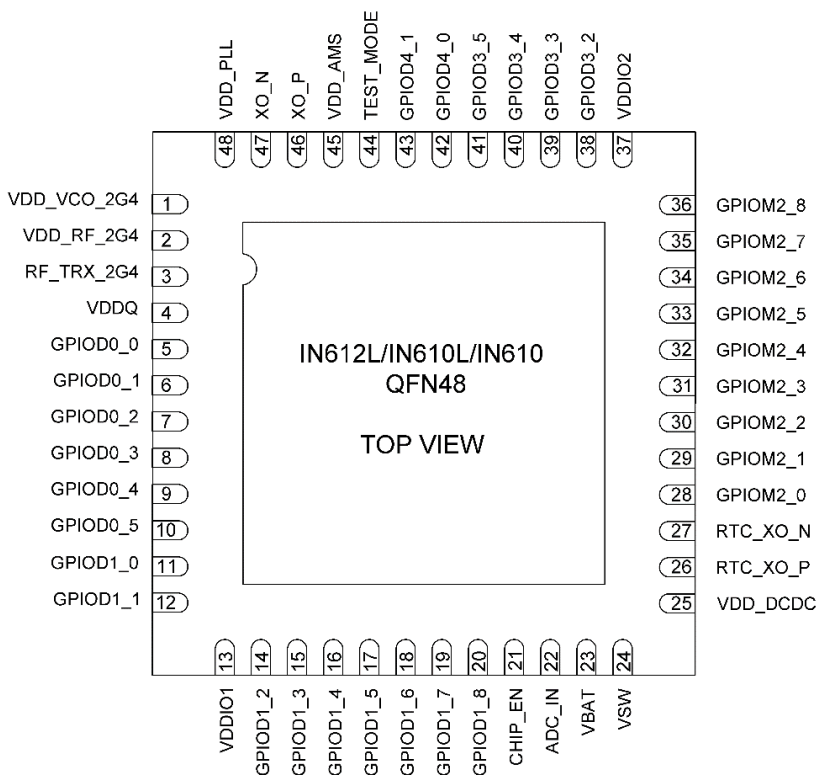 VDD_PLL
XO_N
XO_P
VDD_AMS
TEST_MODE
GPIOD4_1
GPIOD4_0
GPIOD3_5
GPIOD3_4
GPIOD3_3
GPIOD3_2
VDDIO2
48
47
46
45
44
43
42
41
40
39
38
37
VDD_VCO_2G4 1
VDD_RF_2G4 2
RF_TRX_2G4 3
VDDQ 4
GPIOD0_0 5
GPIOD0_1 6
GPIOD0_2 7
GPIOD0_3 8
GPIOD0_4 9
GPIOD0_5 10
GPIOD1_0 11
GPIOD1_1 12
IN612L/IN610L/IN610
QFN48
TOP VIEW
36 GPIOM2_8
35 GPIOM2_7
34 GPIOM2_6
33 GPIOM2_5
32 GPIOM2_4
31 GPIOM2_3
30 GPIOM2_2
29 GPIOM2_1
28 GPIOM2_0
27 RTC_XO_N
26 RTC_XO_P
25 VDD_DCDC
13
14
15
16
17
18
19
20
21
22
23
24
VDDIO1
GPIOD1_2
GPIOD1_3
GPIOD1_4
GPIOD1_5
GPIOD1_6
GPIOD1_7
GPIOD1_8
CHIP_EN
ADC_IN
VBAT
VSW